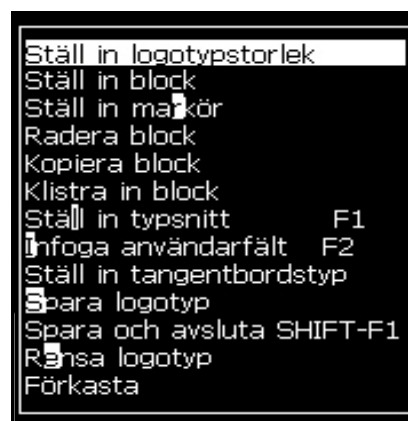 Ställ in logotypstorlek
Ställ in block
Ställ in markör
Radera block
Kopiera block
Klistra in block
Ställ in typsnitt F1
Infoga användarfält F2
Ställ in tangentbordstyp
Spara logotyp
Spara och avsluta SHIFT-F1
Rensa logotyp
Förkasta